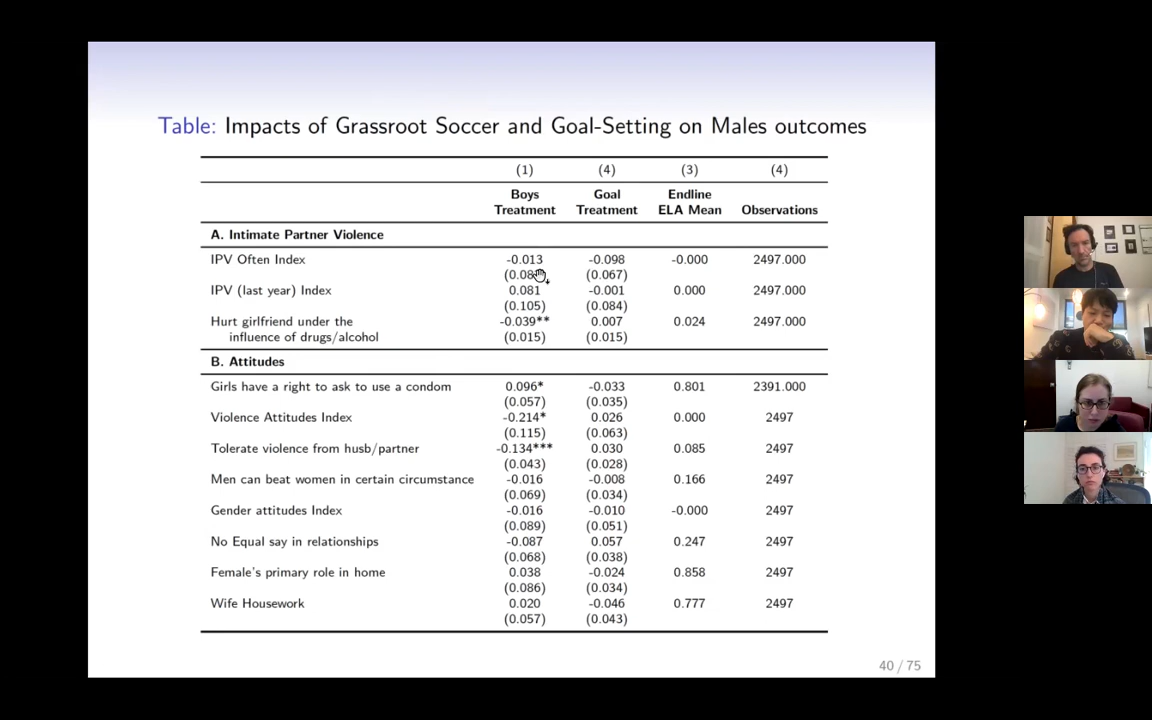 Table: Impacts of Grassroot Soccer and Goal-Setting on Males outcomes
(1) (4) (3) (4)
Boys Goal Endline
Treatment Treatment ELA Mean Observations
A. Intimate Partner Violence
IPV Often Index -0.013 -0.098 -0.000 2497.000
(0.067)
IPV (last year) Index 0.081 -0.001 0.000 2497.000
(0.105) (0.084)
Hurt girlfriend under the -0.039** 0.007 0.024 2497.000
influence of drugs/alcohol (0.015) (0.015)
B. Attitudes
Girls have a right to ask to use a condom 0.096* -0.033 0.801 2391.000
(0.057) (0.035)
Violence Attitudes Index -0.214* 0.026 0.000 2497
(0.115) (0.063)
Tolerate violence from husb/partner -0.134*** 0.030 0.085 2497
(0.043) (0.028)
Men can beat women in certain circumstance -0.016 -0.008 0.166 2497
(0.069) (0.034)
Gender attitudes Index -0.016 -0.010 -0.000 2497
(0.089) (0.051)
No Equal say in relationships -0.087 0.057 0.247 2497
(0.068) (0.038)
Female's primary role in home 0.038 -0.024 0.858 2497
(0.086) (0.034)
Wife Housework 0.020 -0.046 0.777 2497
(0.057) (0.043)
40 / 75